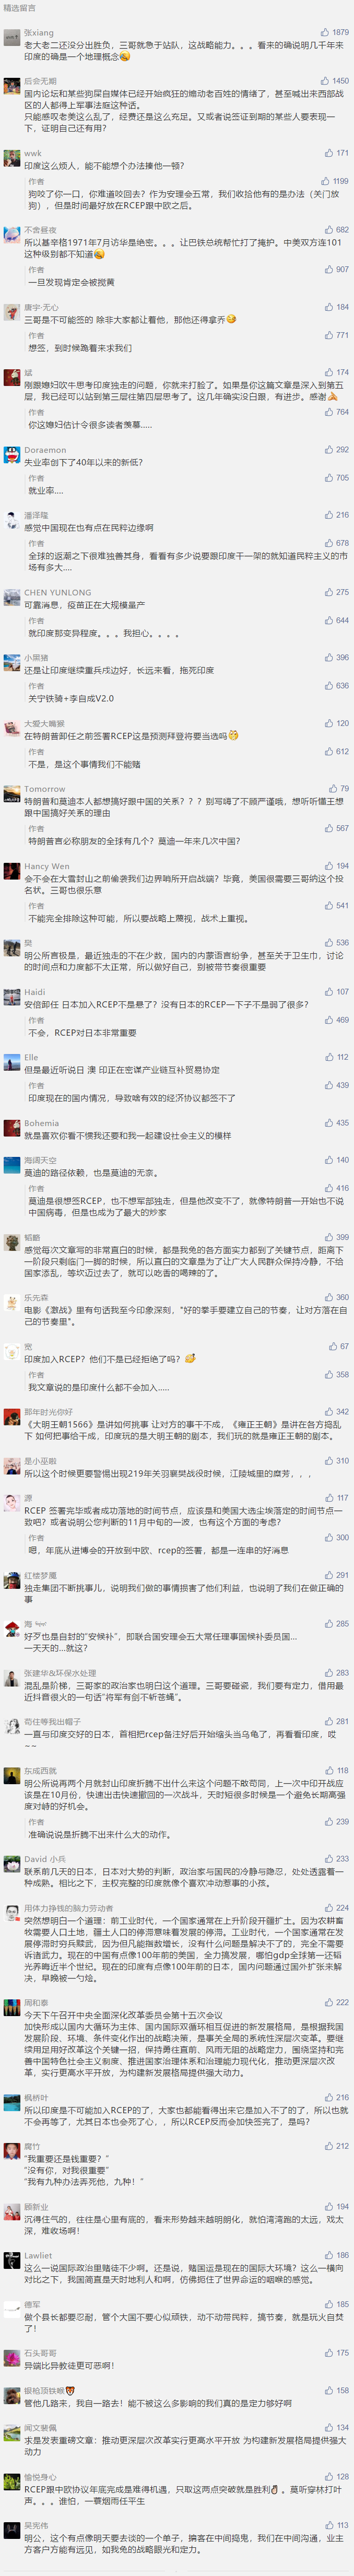 精选留言
张xiang
1879
老大老二还没分出胜负，三哥就急于站队，这战略能力。。。看来的确说明几千年来
印度的确是一个地理概念
后会无期
1450
国内论坛和某些狗屎自媒体已经开始疯狂的煽动老百姓的情绪了，甚至喊出来西部战
区的人都得上军事法庭这种话。
只能感叹老美这么乱了，经费还是这么充足。又或者说签证到期的某些人要表现一
下，证明自己还有用？
wwk
171
印度这么烦人，能不能想个办法揍他一顿？
作者
1199
狗咬了你一口，你难道咬回去？作为安理会五常，我们收拾他有的是办法（关门放
狗），但是时间最好放在RCEP跟中欧之后。
不舍昼夜
682
所以基辛格1971年7月访华是绝密。。。让巴铁总统帮忙打了掩护。中美双方连101
这种级别都不知道
作者
907
一旦发现肯定会被搅黄
唐宇·无心
184
三哥是不可能签的 除非大家都让着他，那他还得拿乔
作者
771
想签，到时候跪着来求我们
斌
174
刚跟媳妇吹牛思考印度独走的问题，你就来打脸了。如果是你这篇文章是深入到第五
层，我已经可以站到第三层往第四层思考了。这几年确实没白跟，有进步。感谢
作者
764
你这媳妇估计令很多读者羡慕.....
Doraemon
292
失业率创下了40年以来的新低？
作者
705
就业率....
潘泽隆
216
感觉中国现在也有点在民粹边缘啊
作者
678
全球的返潮之下很难独善其身，看看有多少说要跟印度干一架的就知道民粹主义的市
场有多大....
CHEN YUNLONG
275
可靠消息，疫苗正在大规模量产
作者
644
就印度那变异程度。。。我担心。。。。
小黑猪
396
还是让印度继续重兵戍边好，长远来看，拖死印度
作者
636
关宁铁骑+李自成V2.0
大爱大嘴猴
120
在特朗普卸任之前签署RCEP这是预测拜登将要当选吗
作者
612
不是，是这个事情我们不能赌
Tomorrow
79
特朗普和莫迪本人都想搞好跟中国的关系？？？别写嗨了不顾严谨哦，想听听懂王想
跟中国搞好关系的理由
作者
567
特朗普言必称朋友的全球有几个？莫迪一年来几次中国？
Hancy Wen
194
会不会在大雪封山之前偷袭我们边界哨所开启战端？毕竟，美国很需要三哥纳这个投
名状。三哥也很乐意
作者
541
不能完全排除这种可能，所以要战略上蔑视，战术上重视。
樊
536
明公所言极是，最近独走的不在少数，国内的内蒙语言纷争，甚至关于卫生巾，讨论
的时间点和力度都不太正常，所以做好自己，别被带节奏很重要
Haidi
107
安倍卸任 日本加入RCEP不是悬了？没有日本的RCEP一下子不是弱了很多？
作者
469
不会，RCEP对日本非常重要
Elle
112
但是最近听说日 澳 印正在密谋产业链互补贸易协定
作者
439
印度现在的国内情况，导致啥有效的经济协议都签不了
Bohemia
435
就是喜欢你看不惯我还要和我一起建设社会主义的模样
海阔天空
140
莫迪的路径依赖，也是莫迪的无奈。
作者
416
莫迪是很想签RCEP，也不想军部独走，但是他改变不了，就像特朗普一开始也不说
中国病毒，但是也成为了最大的炒家
韬韬
399
感觉每次文章写的非常直白的时候，都是我兔的各方面实力都到了关键节点，距离下
一阶段只剩临门一脚的时候，所以直白的文章是为了让广大人民群众保持冷静，不给
国家添乱，等坎迈过去了，就可以吃香的喝辣的了。
乐先森
360
电影《激战》里有句话我至今印象深刻，“好的拳手要建立自己的节奏，让对方落在自
己的节奏里”。
宽
67
印度加入RCEP？他们不是已经拒绝了吗？
作者
358
我文章说的是印度什么都不会加入.....
那年时光你好
342
《大明王朝1566》是讲如何挑事 让对方的事干不成，《雍正王朝》是讲在各方捣乱
下 如何把事给干成，印度玩的是大明王朝的剧本，我们玩的就是雍正王朝的剧本。
是小巫啦
310
所以这个时候更要警惕出现219年关羽襄樊战役时候，江陵城里的糜芳，，，
源
117
RCEP 签署完毕或者成功落地的时间节点，应该是和美国大选尘埃落定的时间节点一
致吧？或者说明公您判断的11月中旬的一波，也有这个方面的考虑？
作者
300
嗯，年底从进博会的开放到中欧、rcep的签署，都是一连串的好消息
红楼梦魇
291
独走集团不断挑事儿，说明我们做的事情损害了他们利益，也说明了我们在做正确的
事
海
285
好歹也是自封的“安候补”，即联合国安理会五大常任理事国候补委员国...
一天天的...就这？
张建华&环保水处理
283
混乱是阶梯，三哥家的政治家也明白这个道理。三哥要碰瓷，我们要有定力，借用最
近抖音很火的一句话“将军有剑不斩苍蝇”。
苟住等我出帽子
281
一直与印度交好的日本，首相把rcep备注好后开始缩头当乌龟了，再看看印度，哎
~~
东成西就
118
明公所说再两个月就封山印度折腾不出什么来这个问题不敢苟同，上一次中印开战应
该是在10月份，快速出击快速撤回的一次战斗，天时短很多时候是一个避免长期高强
度对峙的好机会。
作者
239
准确说说是折腾不出来什么大的动作。
David 小兵
233
联系前几天的日本，日本对大势的判断，政治家与国民的冷静与隐忍，处处透露着一
种成熟。相比之下，主权完整的印度就像个喜欢冲动惹事的小孩。
用体力挣钱的脑力劳动者
224
突然想明白一个道理：前工业时代，一个国家通常在上升阶段开疆扩土。因为农耕畜
牧需要人口土地，疆土人口的停滞意味着发展的停滞。工业时代，一个国家通常在发
展停滞时穷兵黩武，因为但凡能指数增长，没有什么问题是解决不了的，完全不需要
诉诸武力。现在的中国有点像100年前的美国，全力搞发展，哪怕gdp全球第一还韬
光养晦近半个世纪。现在的印度有点像100年前的日本，国内问题通过国外扩张来解
决，早晚被一勺烩。
周和泰
222
今天下午召开中央全面深化改革委员会第十五次会议
加快形成以国内大循环为主体、国内国际双循环相互促进的新发展格局，是根据我国
发展阶段、环境、条件变化作出的战略决策，是事关全局的系统性深层次变革。要继
续用足用好改革这个关键一招，保持勇往直前、风雨无阻的战略定力，围绕坚持和完
善中国特色社会主义制度、推进国家治理体系和治理能力现代化，推动更深层次改
革，实行更高水平开放，为构建新发展格局提供强大动力。
枫桥叶
216
所以印度是不可能加入RCEP的了，大家也都能看得出来它是加入不了的了，所以也就
不会再等了，尤其日本也会死了心，，所以RCEP反而会加快签完了，是吗？
腐竹
212
“我重要还是钱重要？”
“没有你，对我很重要”
“我有九种办法弄死他，九种！”
顾新业
194
沉得住气的，往往是心里有底的，看来形势越来越明朗化，就怕湾湾跑的太远，戏太
深，难收场啊！
Lawliet
186
这么一说国际政治里赌徒不少啊。还是说，赌国运是现在的国际大环境？这么一横向
对比之下，我国简直是天时地利人和啊，仿佛扼住了世界命运的咽喉的感觉。
德军
185
做个县长都要忍耐，管个大国不要心似顽铁，动不动带民粹，搞节奏，就是玩火自焚
了！
石头哥哥
175
异端比异教徒更可恶啊！
银枪顶铁喉
158
管他几路来，我自一路去！能不被这么多影响的我们真的是定力够好啊
闻文裴佩
134
求是发表重磅文章：推动更深层次改革实行更高水平开放 为构建新发展格局提供强大
动力
愉悦身心
128
RCEP跟中欧协议年底完成是难得机遇，只取这两点突破就是胜利。莫听穿林打叶
声。。。谁怕，一蓑烟雨任平生
吴宪伟
113
明公，这个有点像明天要去谈的一个单子，搞客在中间捣鬼，我们在中间沟通，业主
方客户方能有远见，如我兔的战略眼光和定力。